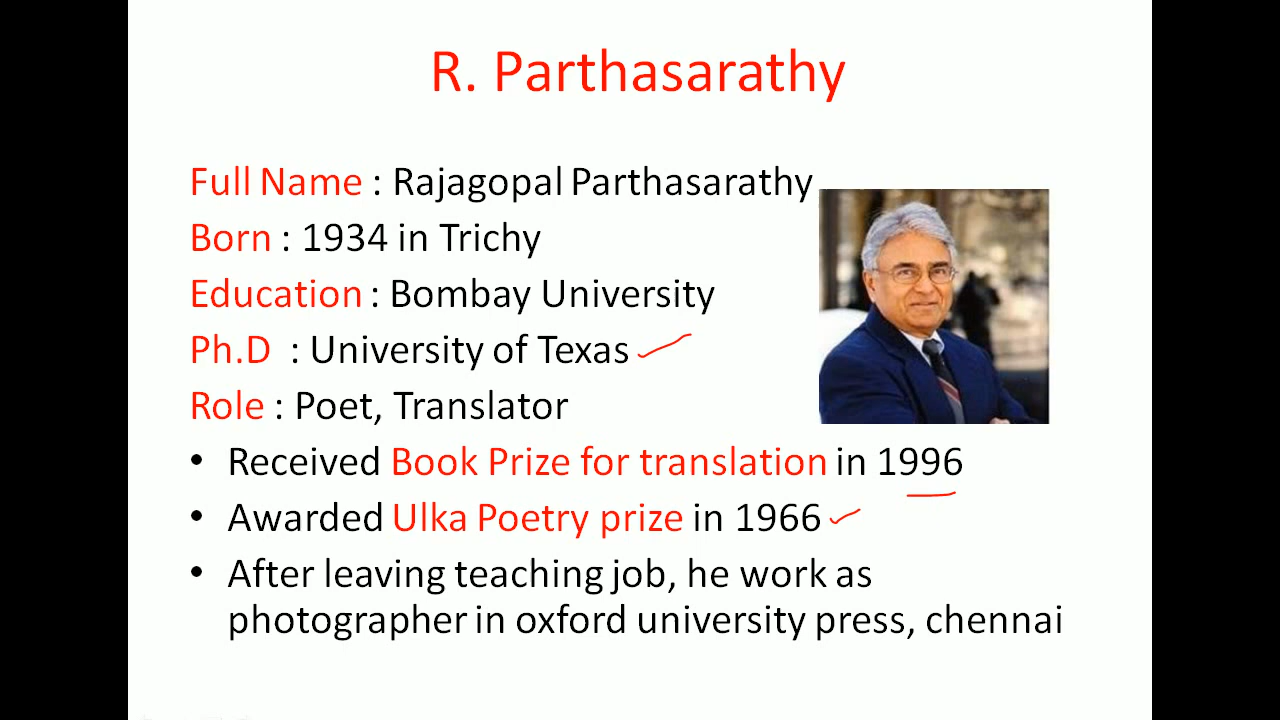 R. Parthasarathy
Full Name : Rajagopal Parthasarathy
Born : 1934 in Trichy
Education : Bombay University
Ph.D : University of Texas
Role : Poet, Translator
• Received Book Prize for translation in 1996
• Awarded Ulka Poetry prize in 1966
• After leaving teaching job, he work as
photographer in oxford university press, chennai